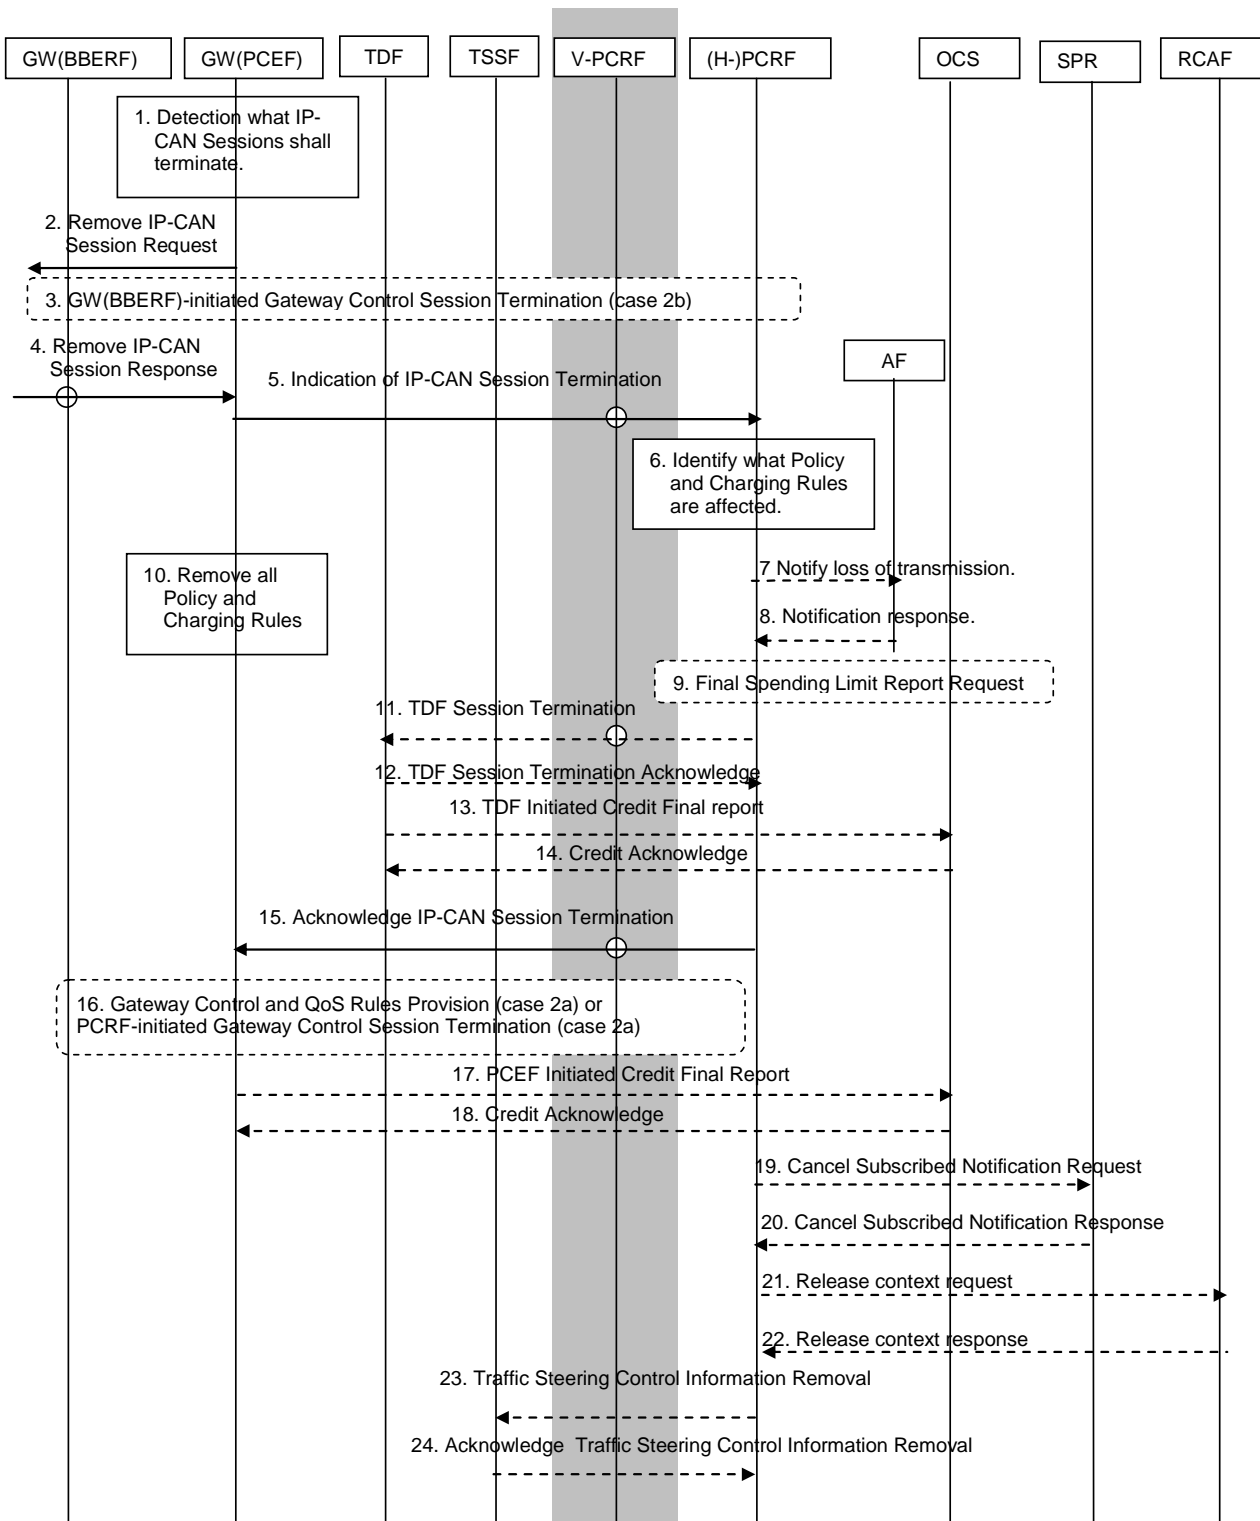 GW(BBERF)
GW(PCEF)
TDF
TSSF
V-PCRF
(H-)PCRF
OCS
SPR
RCAF
1. Detection what IP-
CAN Sessions shall
terminate.
2. Remove IP-CAN
Session Request
3. GW(BBERF)-initiated Gateway Control Session Termination (case 2b)
4. Remove IP-CAN
Session Response
AF
5. Indication of IP-CAN Session Termination
6. Identify what Policy
and Charging Rules
are affected.
7 Notify loss of transmission.
10. Remove all
Policy and
Charging Rules
8. Notification response.
9. Final Spending Limit Report Request
11. TDF Session Termination
12. TDF Session Termination Acknowledge
13. TDF Initiated Credit Final report
14. Credit Acknowledge
15. Acknowledge IP-CAN Session Termination
16. Gateway Control and QoS Rules Provision (case 2a) or
PCRF-initiated Gateway Control Session Termination (case 2a)
17. PCEF Initiated Credit Final Report
18. Credit Acknowledge
19. Cancel Subscribed Notification Request
20. Cancel Subscribed Notification Response
21. Release context request
22. Release context response
23. Traffic Steering Control Information Removal
24. Acknowledge  Traffic Steering Control Information Removal